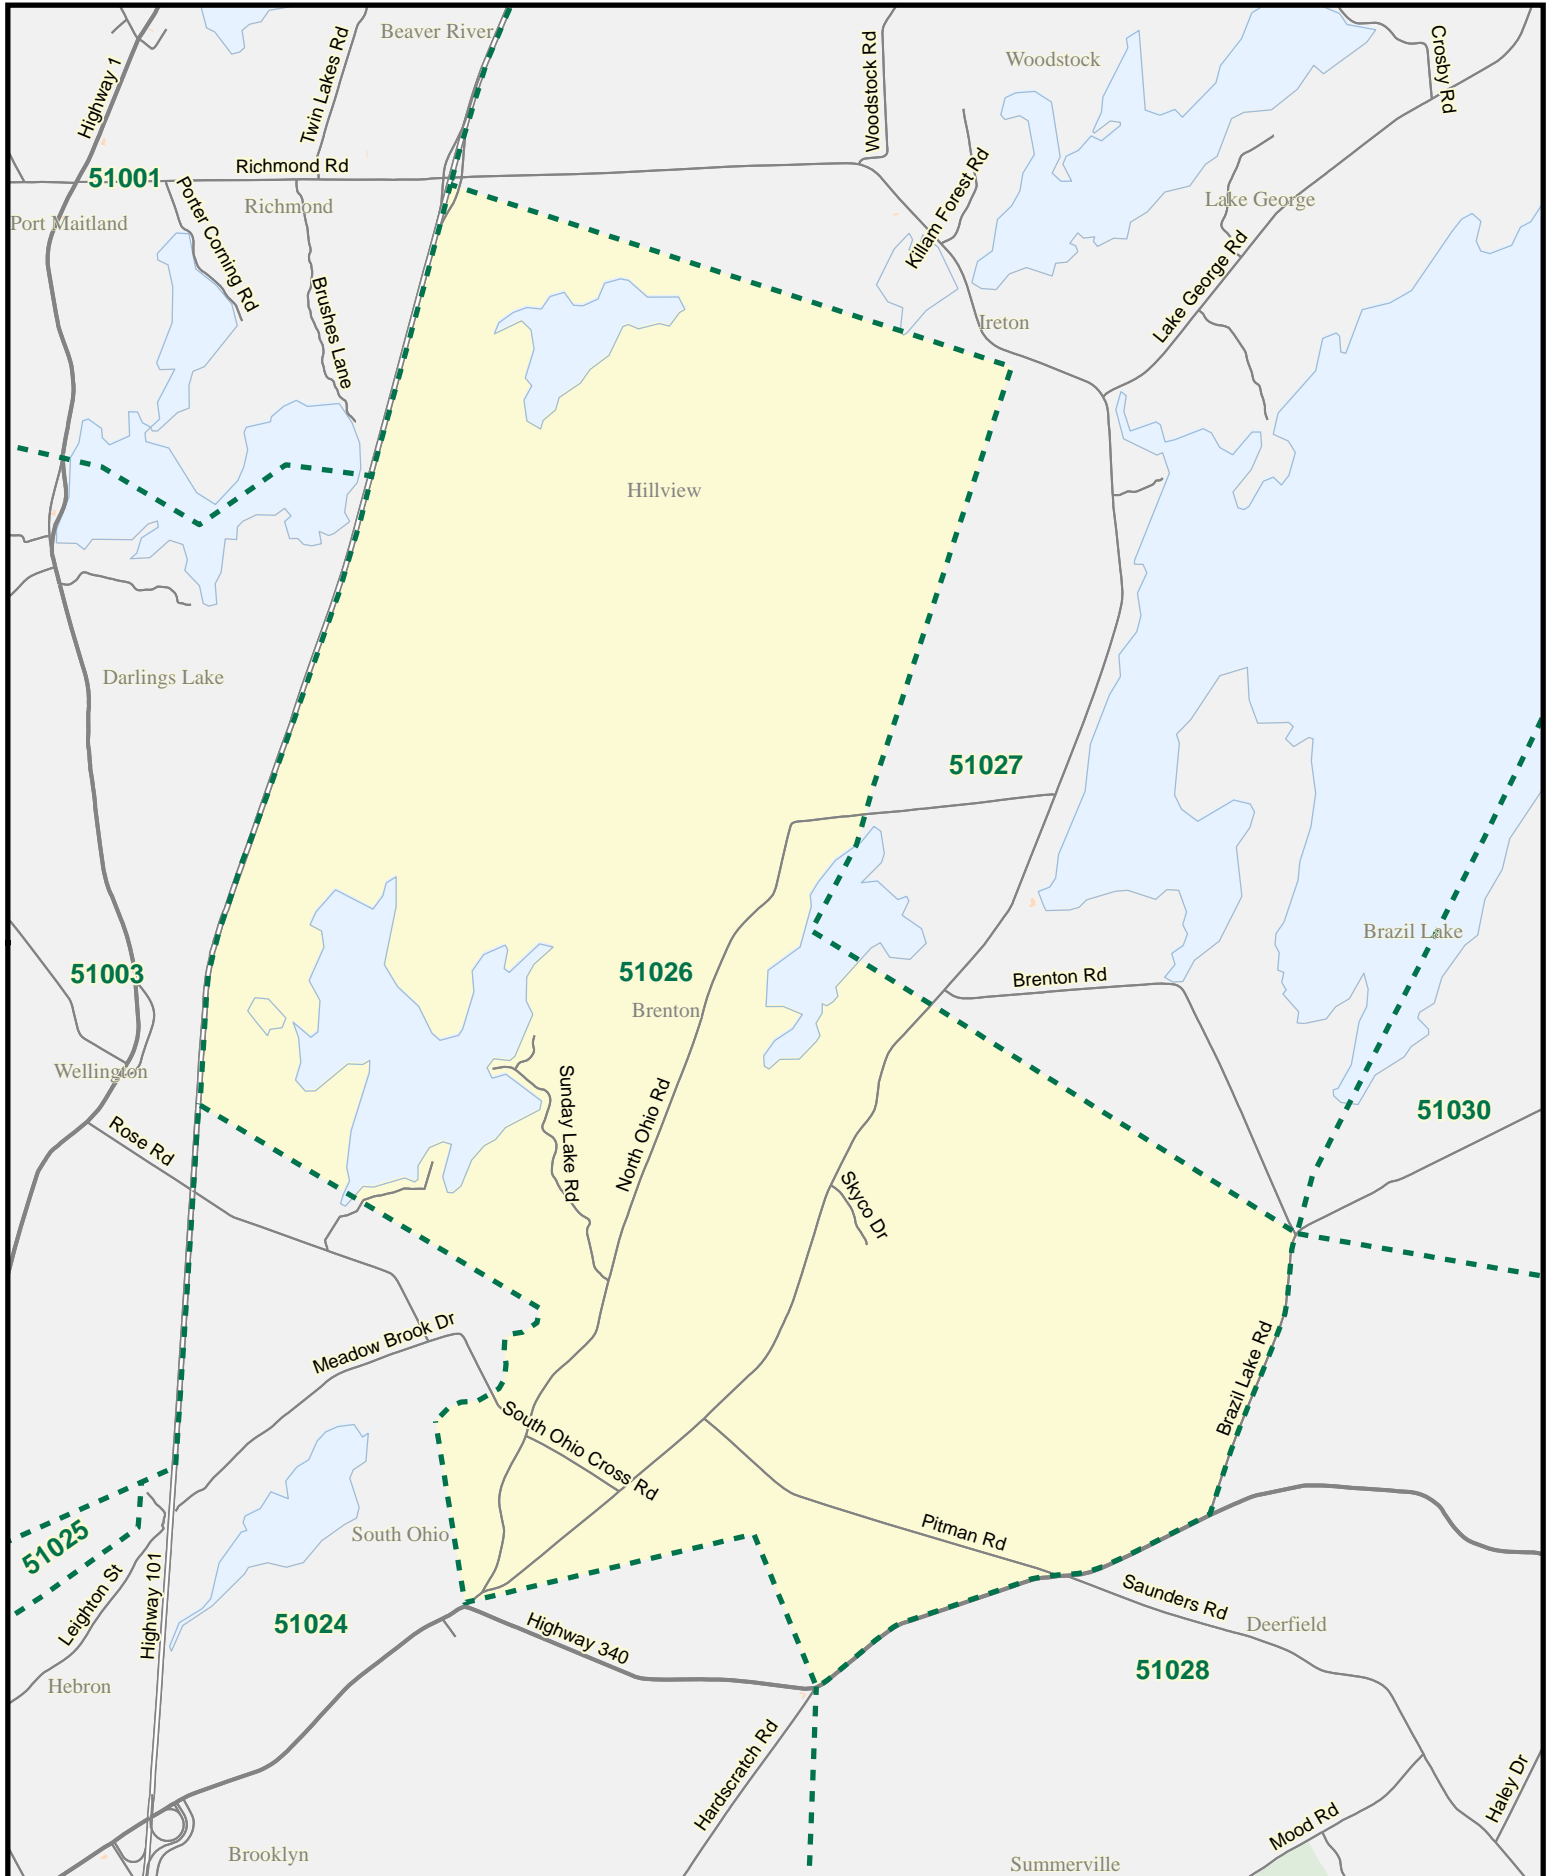 Beaver River
Woodstock
Crosby Rd
Highway 1
Twin Lakes Rd
Woodstock Rd
Richmond Rd
51001
Killam Forest Rd
Porter Corning Rd
Richmond
Lake George
Port Maitland
Lake George Rd
Brushes Lane
Ireton
Hillview
Darlings Lake
51027
Brazil Lake
51003
51026
Brenton Rd
Brenton
Wellington
Sunday Lake Rd
North Ohio Rd
51030
Rose Rd
Skyco Dr
Meadow Brook Dr
Brazil Lake Rd
South Ohio Cross Rd
South Ohio
Pitman Rd
51025
Leighton St
Highway 101
Saunders Rd
51024
Highway 340
Deerfield
51028
Hebron
Hardscratch Rd
Haley Dr
Mood Rd
Brooklyn
Summerville